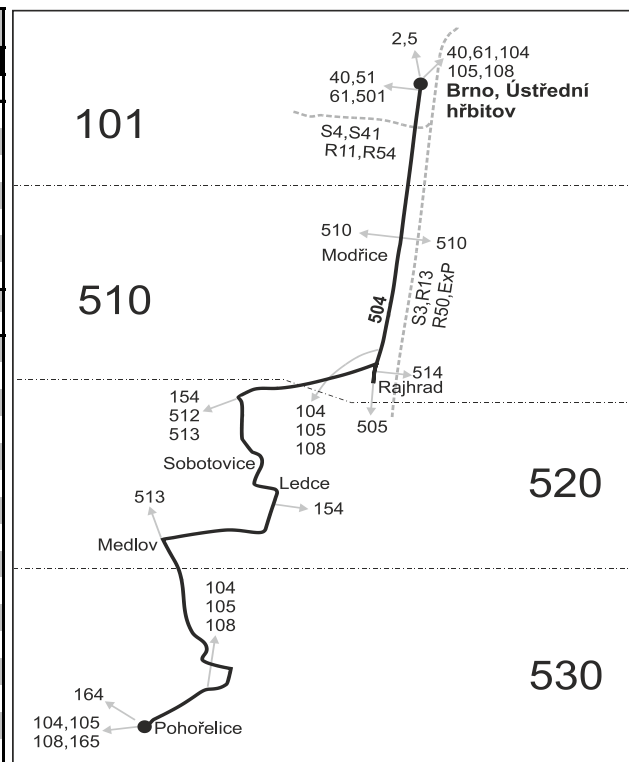 2,5
40,61,104
105,108
40,51
61,501
Brno, Ústřední
hřbitov
101
S4,S41
R11,R54
510
510
Modřice
510
504
S3,R13
R50,ExP
514
Rajhrad
154
512
513
104
105
108
505
Sobotovice
Ledce
520
513
154
Medlov
104
105
108
530
164
104,105
108,165
Pohořelice